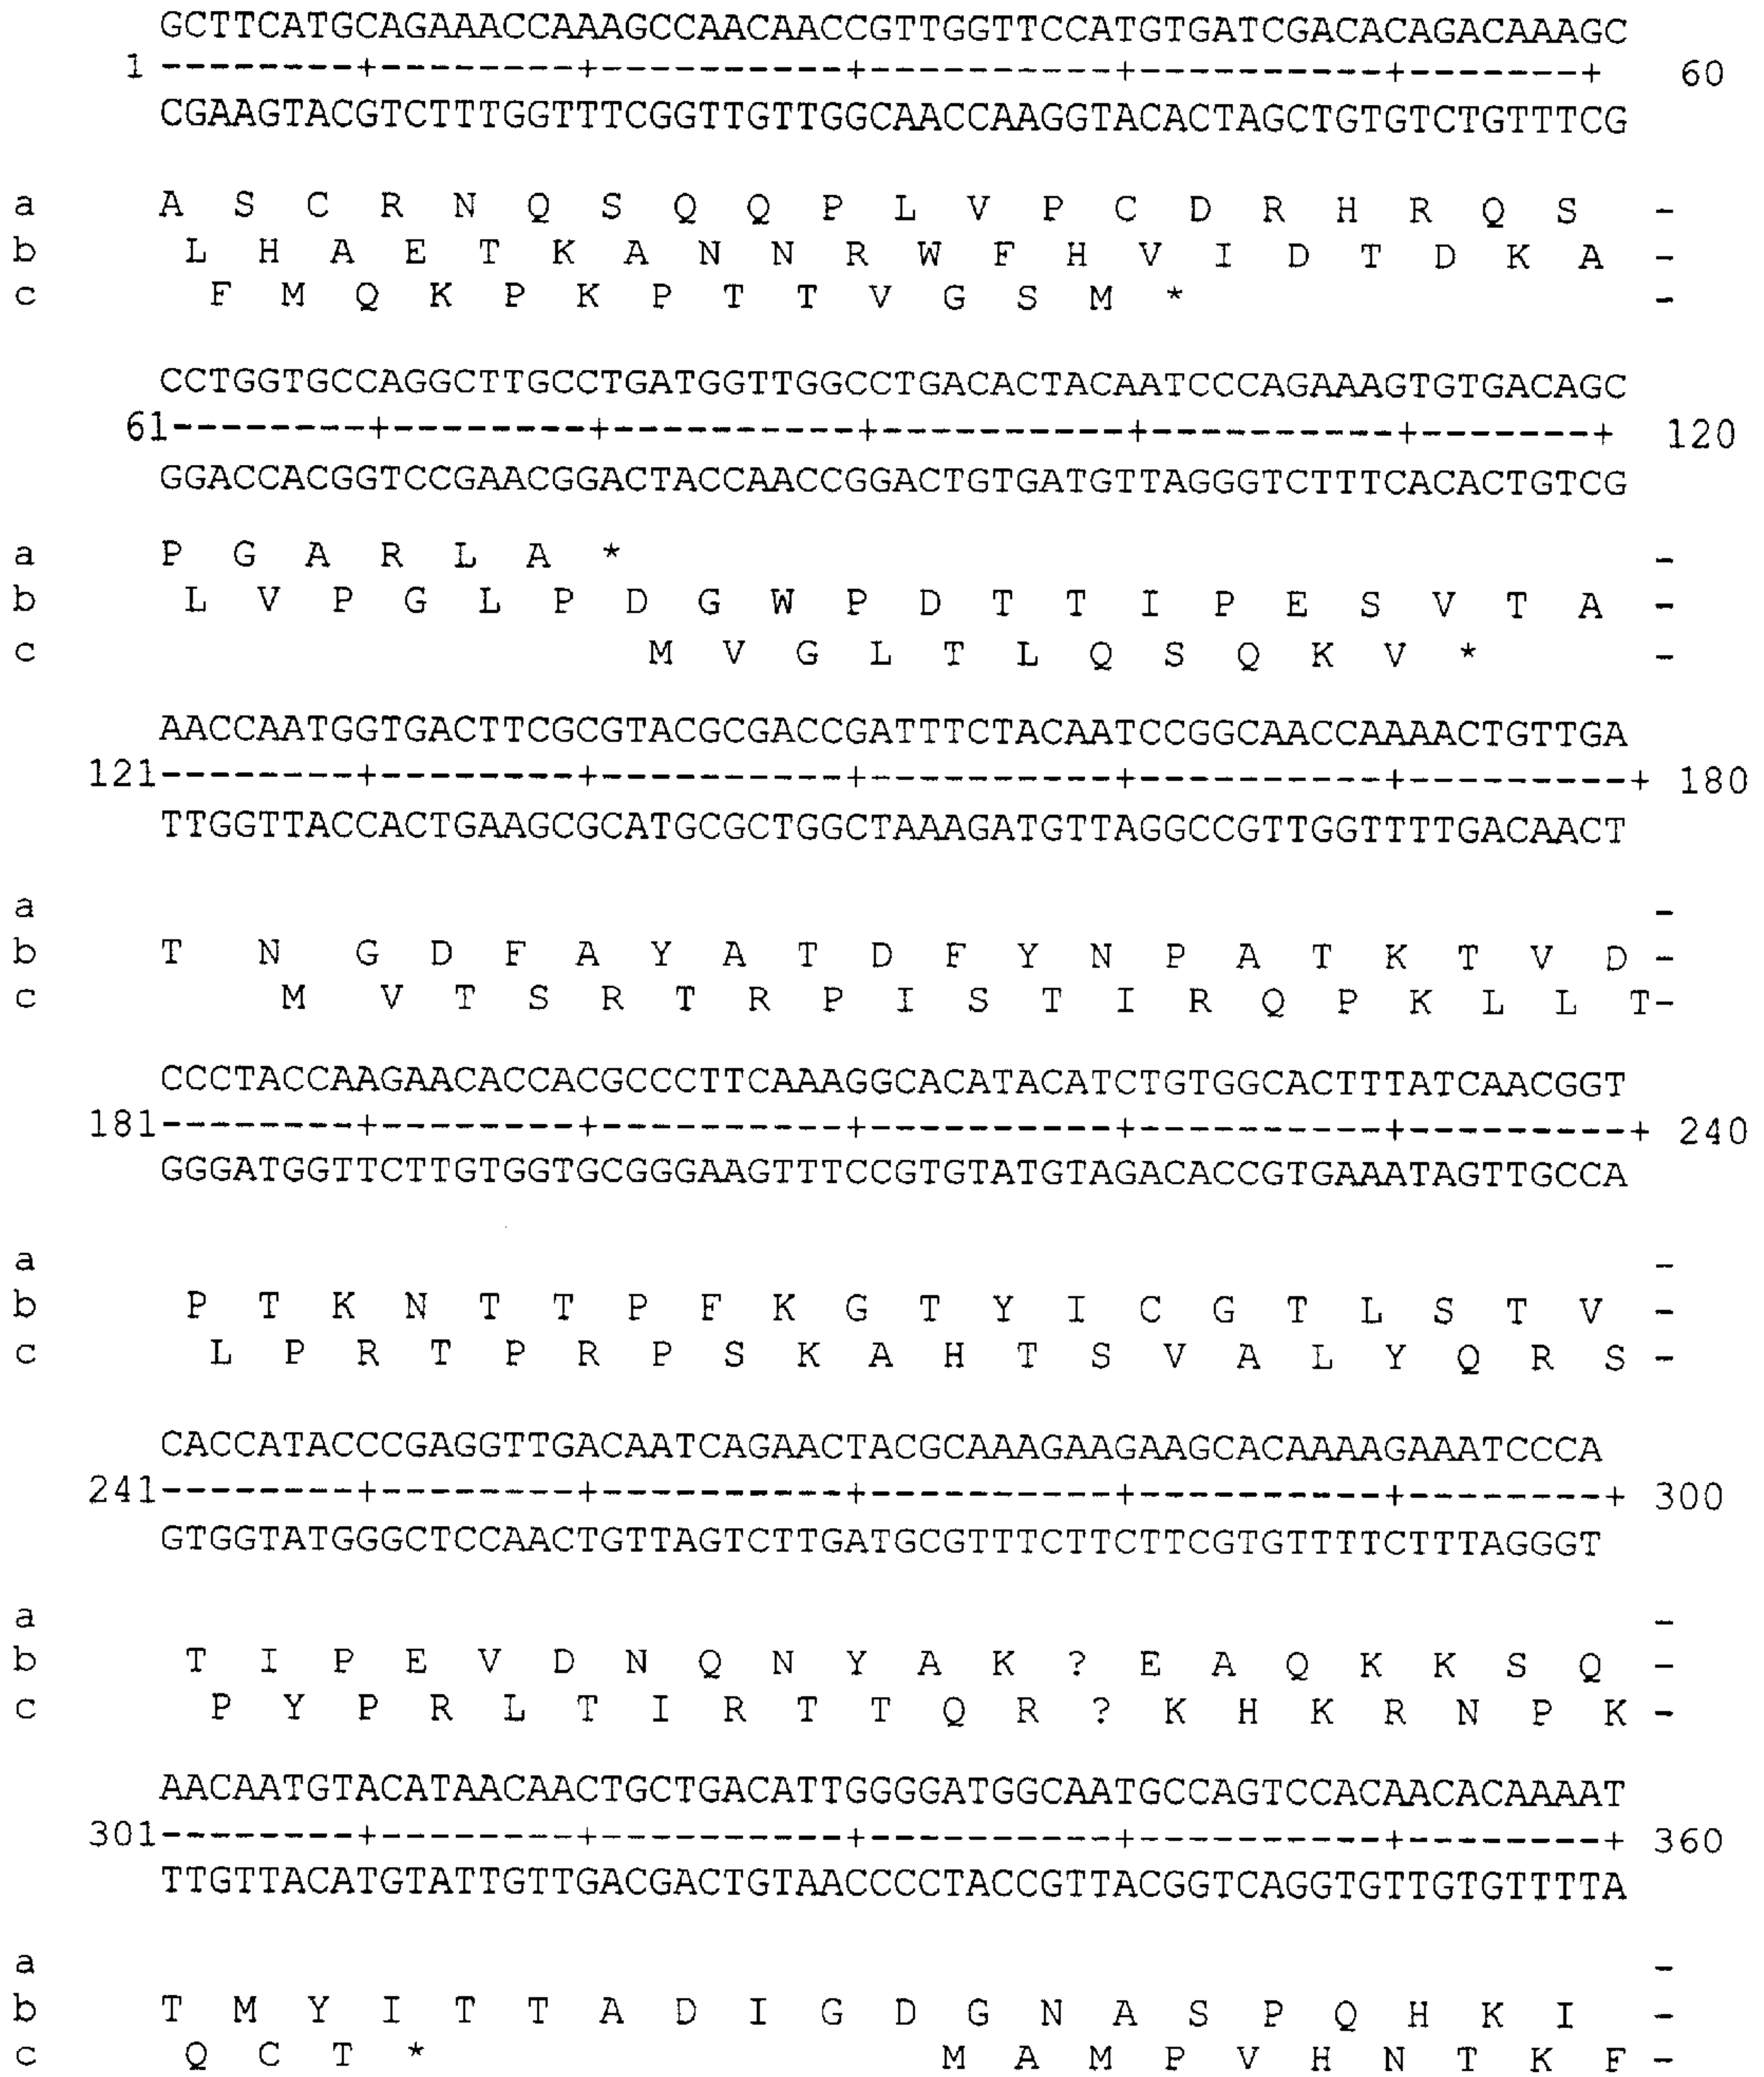 GCTTCATGCAGAAACCAAAGCCAACAACCGTTGGTTCCATGTGATCGACACAGACAAAGC
1 --------+--------+----------+----------+----------+-------+ 60
CGAAGTACGTCTTTGGTTTCGGTTGTTGGCAACCAAGGTACACTAGCTGTGTCTGTTTCG
a A S C R N Q S Q Q P L V P C D R H R Q S -
b L H A E T K A N N R W F H V I D T D K A -
c F M Q K P K P T T V G S M * -
CCTGGTGCCAGGCTTGCCTGATGGTTGGCCTGACACTACAATCCCAGAAAGTGTGACAGC
61--------+--------+----------+----------+----------+-------+ 120
GGACCACGGTCCGAACGGACTACCAACCGGACTGTGATGTTAGGGTCTTTCACACTGTCG
a P G A R L A * -
b L V P G L P D G W P D T T I P E S V T A -
c M V G L T L Q S Q K V * -
AACCAATGGTGACTTCGCGTACGCGACCGATTTCTACAATCCGGCAACCAAAACTGTTGA
121--------+--------+----------+----------+----------+---------+ 180
TTGGTTACCACTGAAGCGCATGCGCTGGCTAAAGATGTTAGGCCGTTGGTTTTGACAACT
a -
b T N G D F A Y A T D F Y N P A T K T V D -
c M V T S R T R P I S T I R Q P K L L T-
CCCTACCAAGAACACCACGCCCTTCAAAGGCACATACATCTGTGGCACTTTATCAACGGT
181--------+--------+----------+----------+----------+---------+ 240
GGGATGGTTCTTGTGGTGCGGGAAGTTTCCGTGTATGTAGACACCGTGAAATAGTTGCCA
a -
b P T K N T T P F K G T Y I C G T L S T V -
c L P R T P R P S K A H T S V A L Y Q R S -
CACCATACCCGAGGTTGACAATCAGAACTACGCAAAGAAGAAGCACAAAAGAAATCCCA
241--------+--------+----------+----------+----------+--------+ 300
GTGGTATGGGCTCCAACTGTTAGTCTTGATGCGTTTCTTCTTCGTGTTTTCTTTAGGGT
a -
b T I P E V D N Q N Y A K ? E A Q K K S Q -
c P Y P R L T I R T T Q R ? K H K R N P K -
AACAATGTACATAACAACTGCTGACATTGGGGATGGCAATGCCAGTCCACAACACAAAAT
301--------+--------+----------+----------+----------+--------+ 360
TTGTTACATGTATTGTTGACGACTGTAACCCCTACCGTTACGGTCAGGTGTTGTGTTTTA
a -
b T M Y I T T A D I G D G N A S P Q H K I -
c Q C T * M A M P V H N T K F -